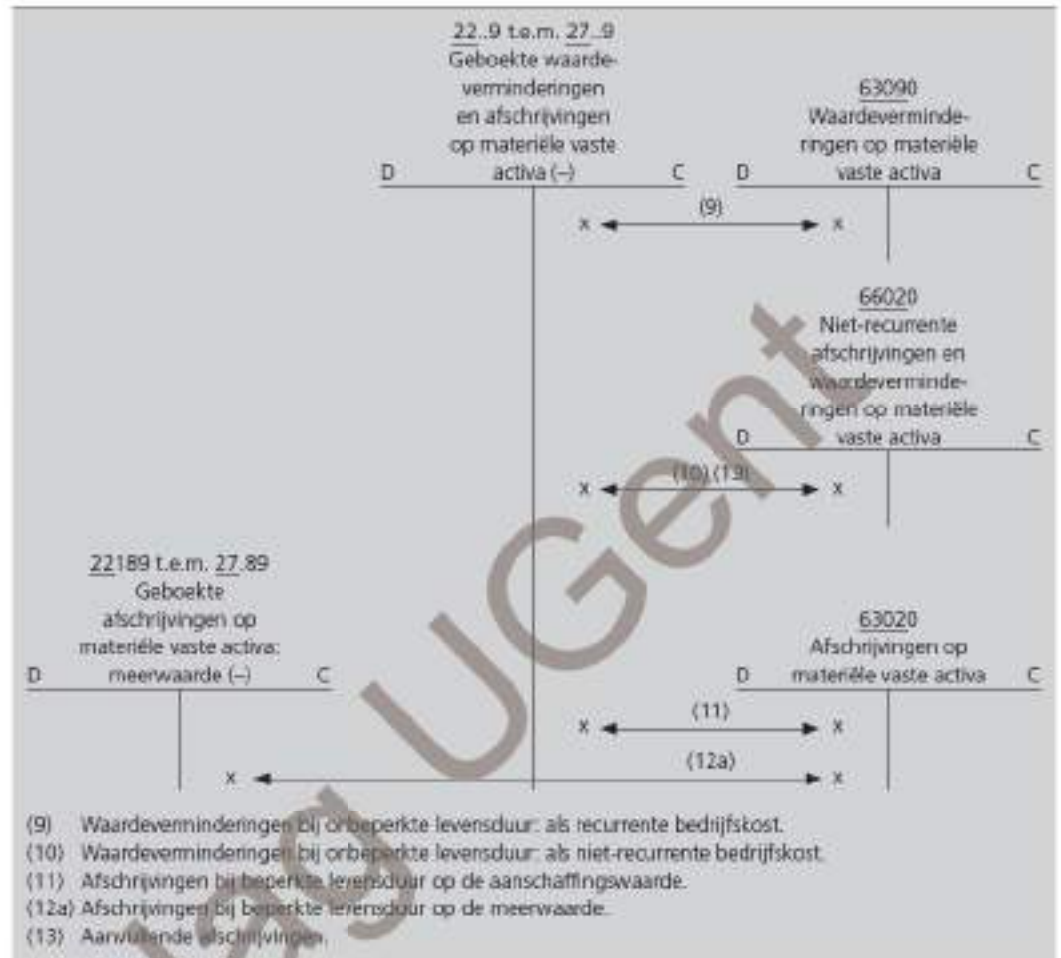 22..9 t.e.m. 27..9
Geboekte waarde-
verminderingen
en afschrijvingen
op materiële vaste
D activa (–) C
63090
Waardeverminde-
ringen op materiële
D vaste activa C
(9)
x x
66020
Niet-recurrente
afschrijvingen en
waardeverminde-
ringen op materiële
D vaste activa C
(10),(13)
x x
22189 t.e.m. 27.89
Geboekte
afschrijvingen op
materiële vaste activa:
D meerwaarde (–) C
63020
Afschrijvingen op
D materiële vaste activa C
(11)
x x
(12a)
x x
(9) Waardeverminderingen bij onbeperkte levensduur: als recurrente bedrijfskost.
(10) Waardeverminderingen bij onbeperkte levensduur: als niet-recurrente bedrijfskost.
(11) Afschrijvingen bij beperkte levensduur op de aanschaffingswaarde.
(12a) Afschrijvingen bij beperkte levensduur op de meerwaarde.
(13) Aanvullende afschrijvingen.
UGent